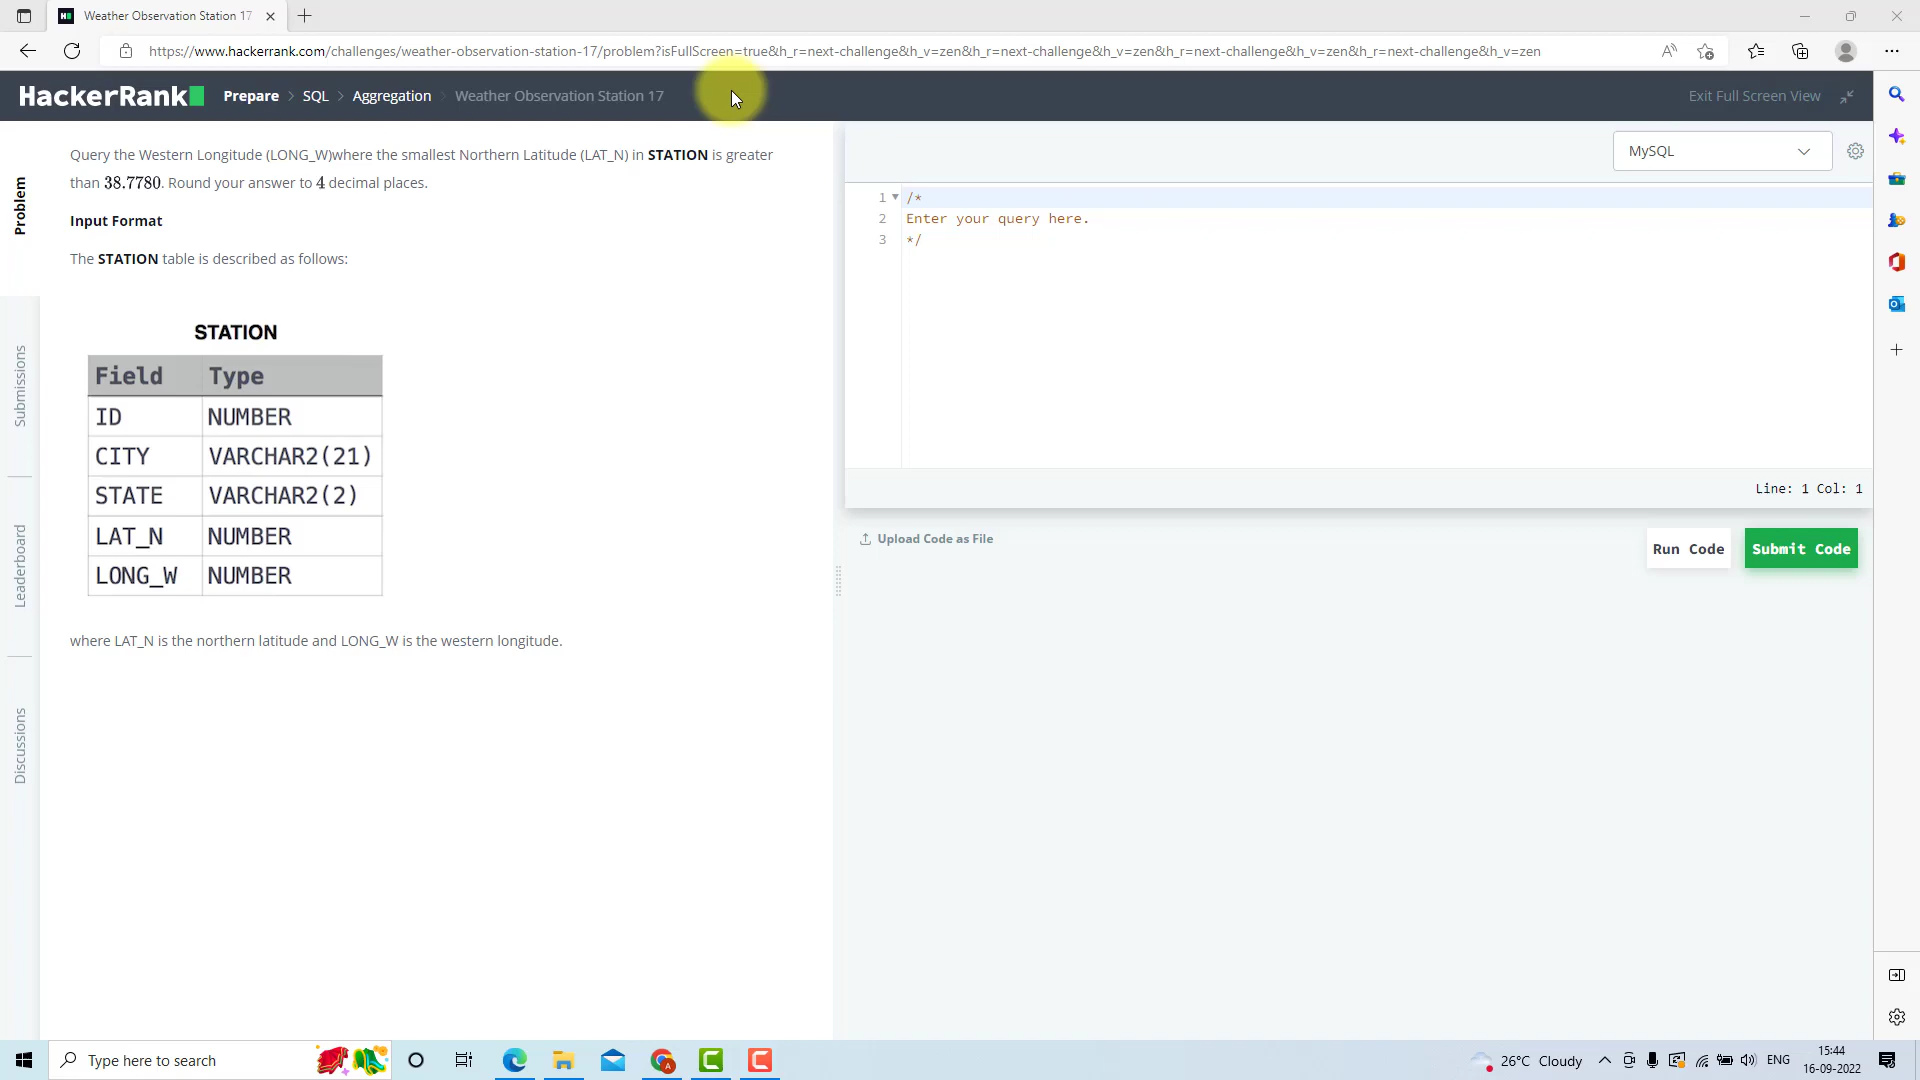 Weather Observation Station 17
https://www.hackerrank.com/challenges/weather-observation-station-17/problem?isFullScreen=true&h_r=next-challenge&h_v=zen&h_r=next-challenge&h_v=zen&h_r=next-challenge&h_v=zen&h_r=next-challenge&h_v=zen
HackerRank Prepare > SQL > Aggregation > Weather Observation Station 17
Exit Full Screen View
Problem
Submissions
Leaderboard
Discussions
Query the Western Longitude (LONG_W)where the smallest Northern Latitude (LAT_N) in STATION is greater
than 38.7780. Round your answer to 4 decimal places.
Input Format
The STATION table is described as follows:
STATION
Field Type
ID NUMBER
CITY VARCHAR2(21)
STATE VARCHAR2(2)
LAT_N NUMBER
LONG_W NUMBER
where LAT_N is the northern latitude and LONG_W is the western longitude.
MySQL
1 /*
2 Enter your query here.
3 */
Line: 1 Col: 1
Upload Code as File
Run Code
Submit Code
Type here to search
26°C Cloudy
ENG
15:44
16-09-2022